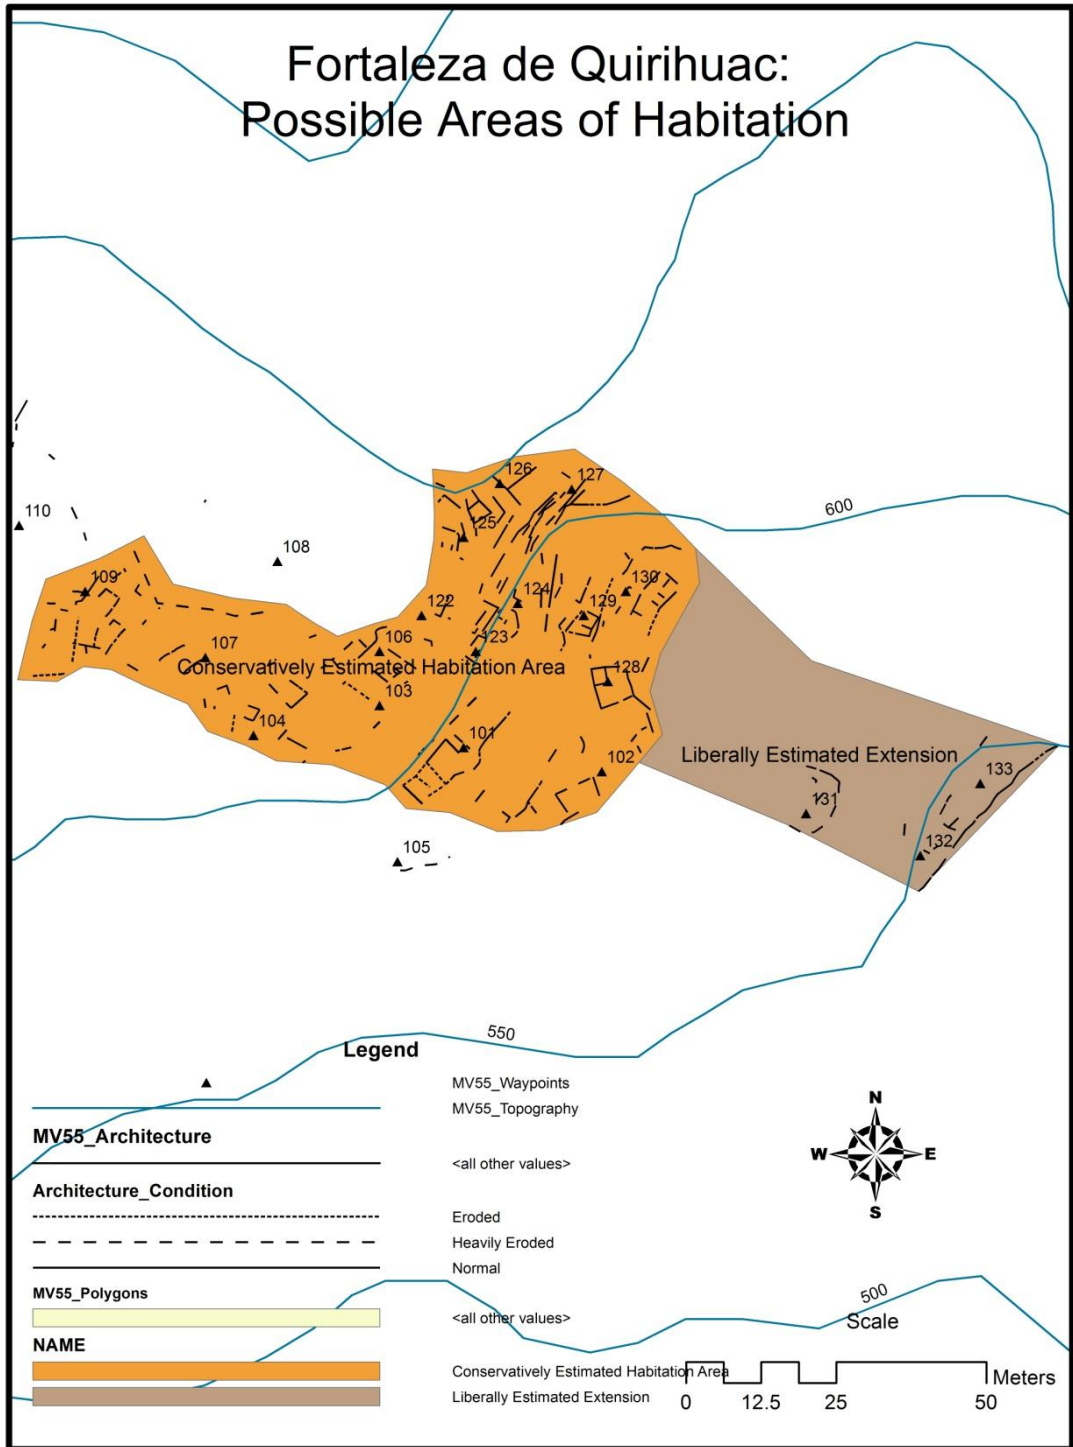 Fortaleza de Quirihuac:
Possible Areas of Habitation
600
126
127
110
125
108
109
124
130
122
129
107
106
123
Conservatively Estimated Habitation Area
128
103
104
101
102
Liberally Estimated Extension
133
131
132
105
550
Legend
MV55_Waypoints
MV55_Topography
MV55_Architecture
<all other values>
Architecture_Condition
Eroded
Heavily Eroded
Normal
MV55_Polygons
<all other values>
NAME
Conservatively Estimated Habitation Area
Liberally Estimated Extension
N
W E
S
500
Scale
Meters
0 12.5 25 50